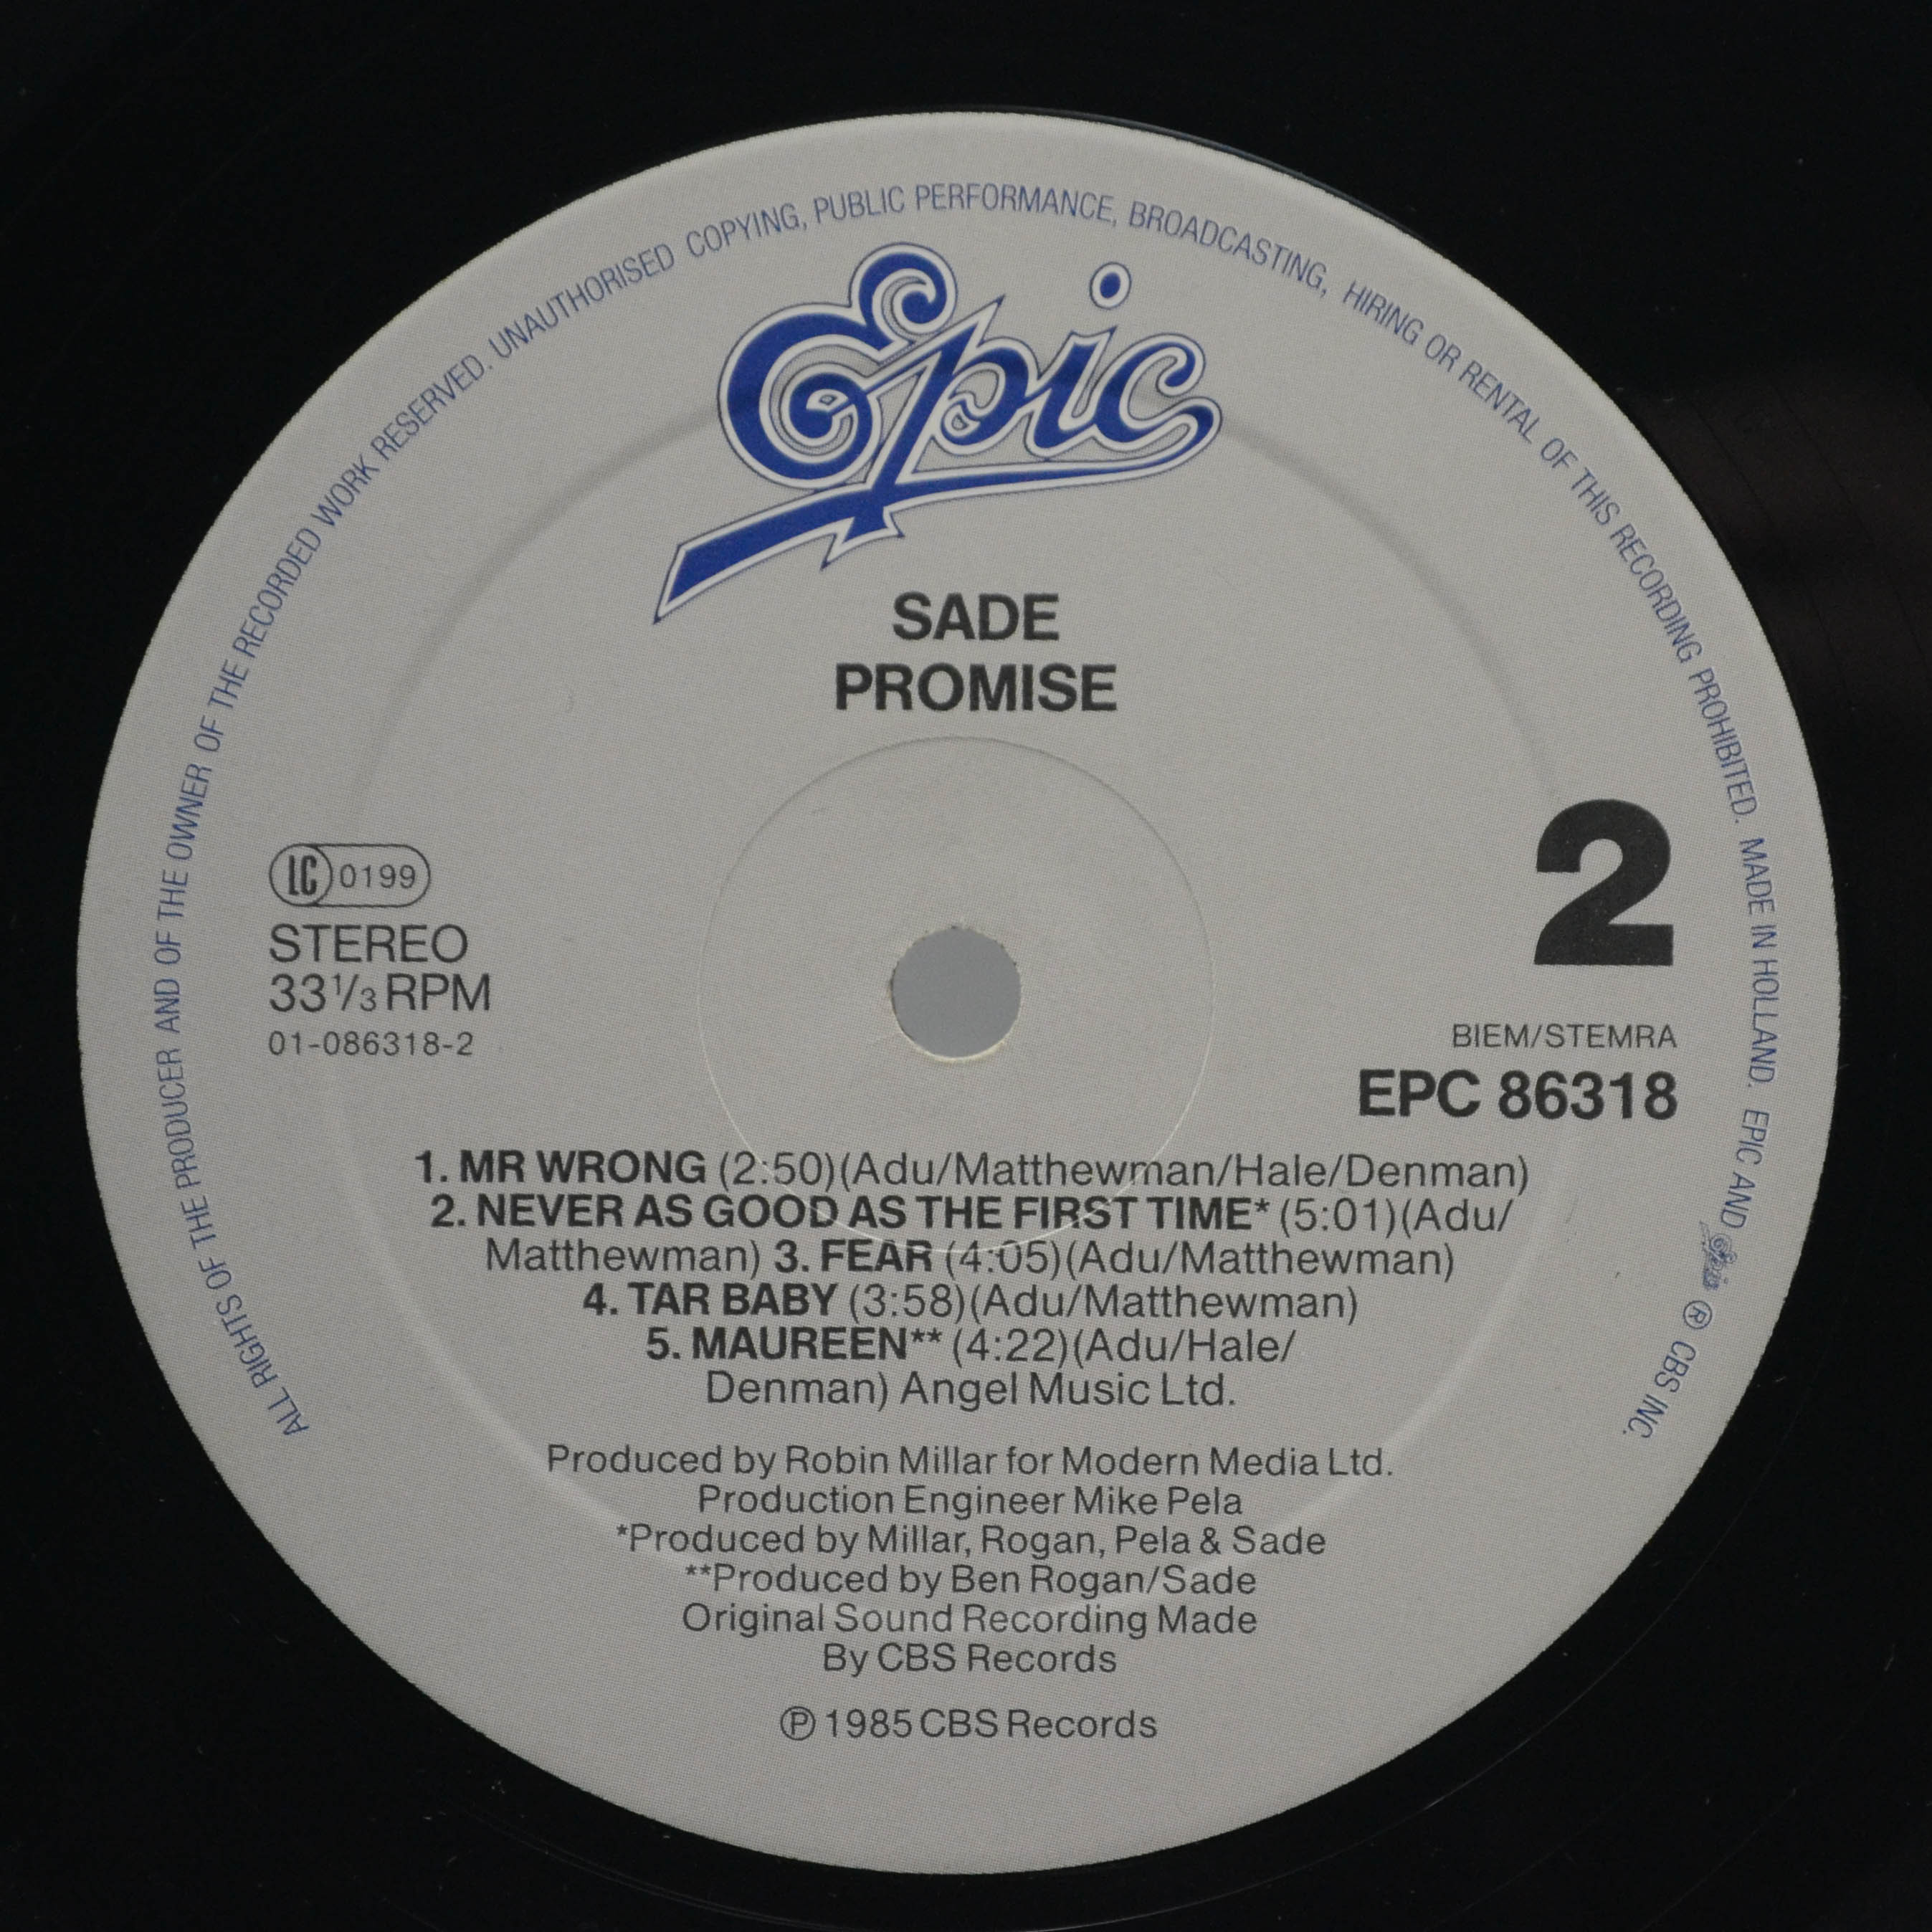 ALL RIGHTS OF THE PRODUCER AND OF THE OWNER OF THE RECORDED WORK RESERVED. UNAUTHORISED COPYING, PUBLIC PERFORMANCE, BROADCASTING, HIRING OR RENTAL OF THIS RECORDING PROHIBITED. MADE IN HOLLAND. EPIC AND Epic ® CBS INC.
Epic
SADE
PROMISE
LC 0199
STEREO
33⅓ RPM
01-086318-2
2
BIEM/STEMRA
EPC 86318
1. MR WRONG (2:50)(Adu/Matthewman/Hale/Denman)
2. NEVER AS GOOD AS THE FIRST TIME* (5:01)(Adu/
Matthewman) 3. FEAR (4:05)(Adu/Matthewman)
4. TAR BABY (3:58)(Adu/Matthewman)
5. MAUREEN** (4:22)(Adu/Hale/
Denman) Angel Music Ltd.
Produced by Robin Millar for Modern Media Ltd.
Production Engineer Mike Pela
*Produced by Millar, Rogan, Pela & Sade
**Produced by Ben Rogan/Sade
Original Sound Recording Made
By CBS Records
℗ 1985 CBS Records